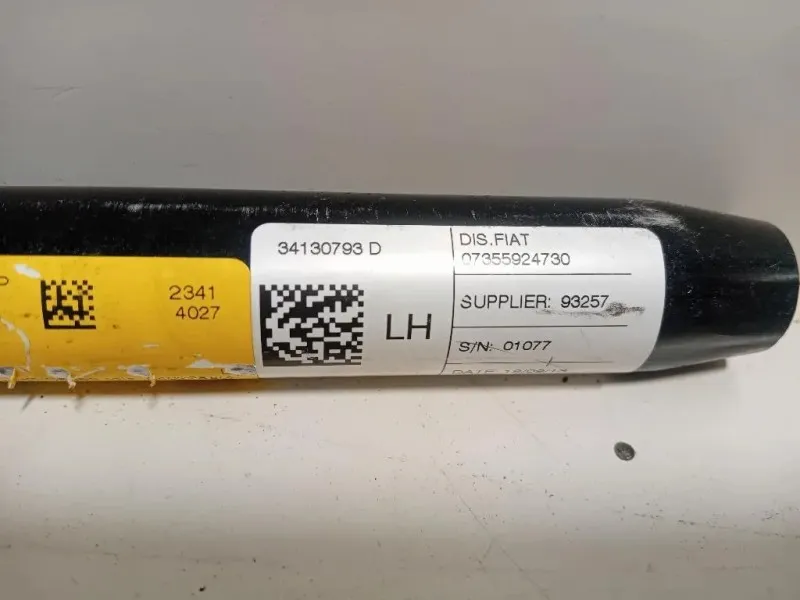 2341
4027
34130793 D
LH
DIS.FIAT
07355924730
SUPPLIER: 93257
S/N: 01077